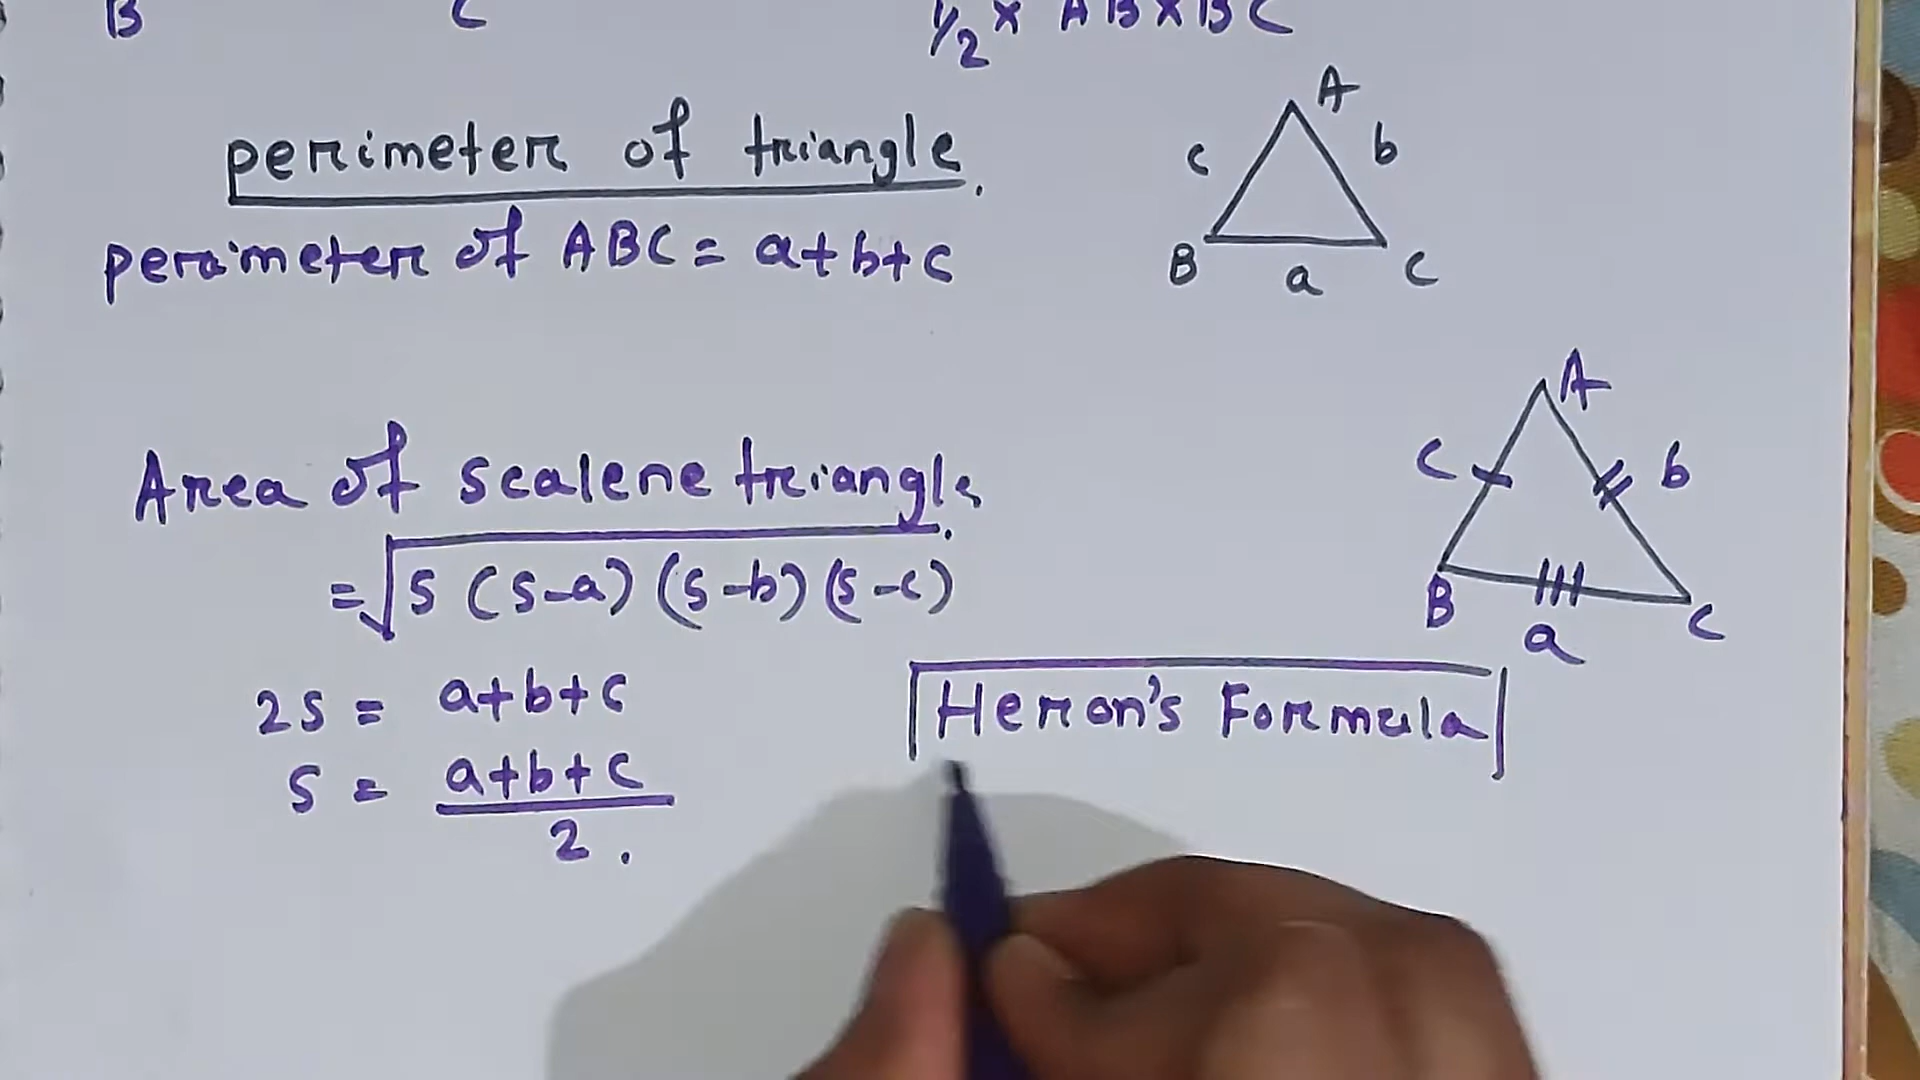 B C 1/2 × AB×BC
perimeter of triangle.
perimeter of ABC = a+b+c
A
c b
B a C
Area of scalene triangle.
= √s (s-a) (s-b) (s-c)
A
c b
B a C
2s = a+b+c
s = a+b+c
2.
Heron's Formula